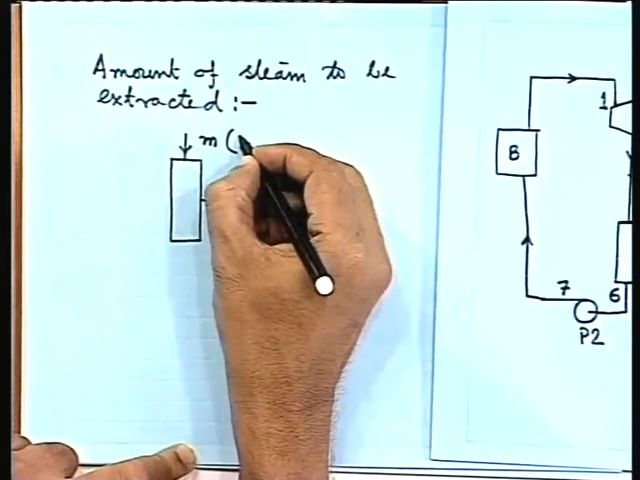 Amount of steam to be
extracted :-
m (
B
1
7
6
P2